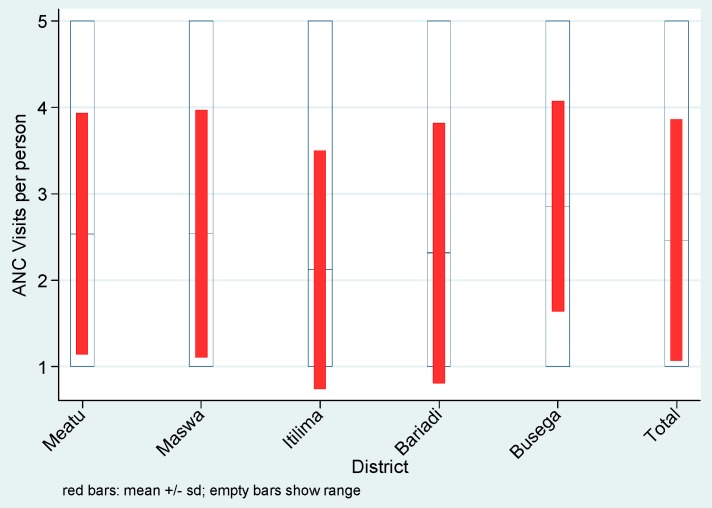 5
4
3
2
1
ANC Visits per person
Meatu
Maswa
Itilima
Bariadi
Busega
Total
District
red bars: mean +/- sd; empty bars show range